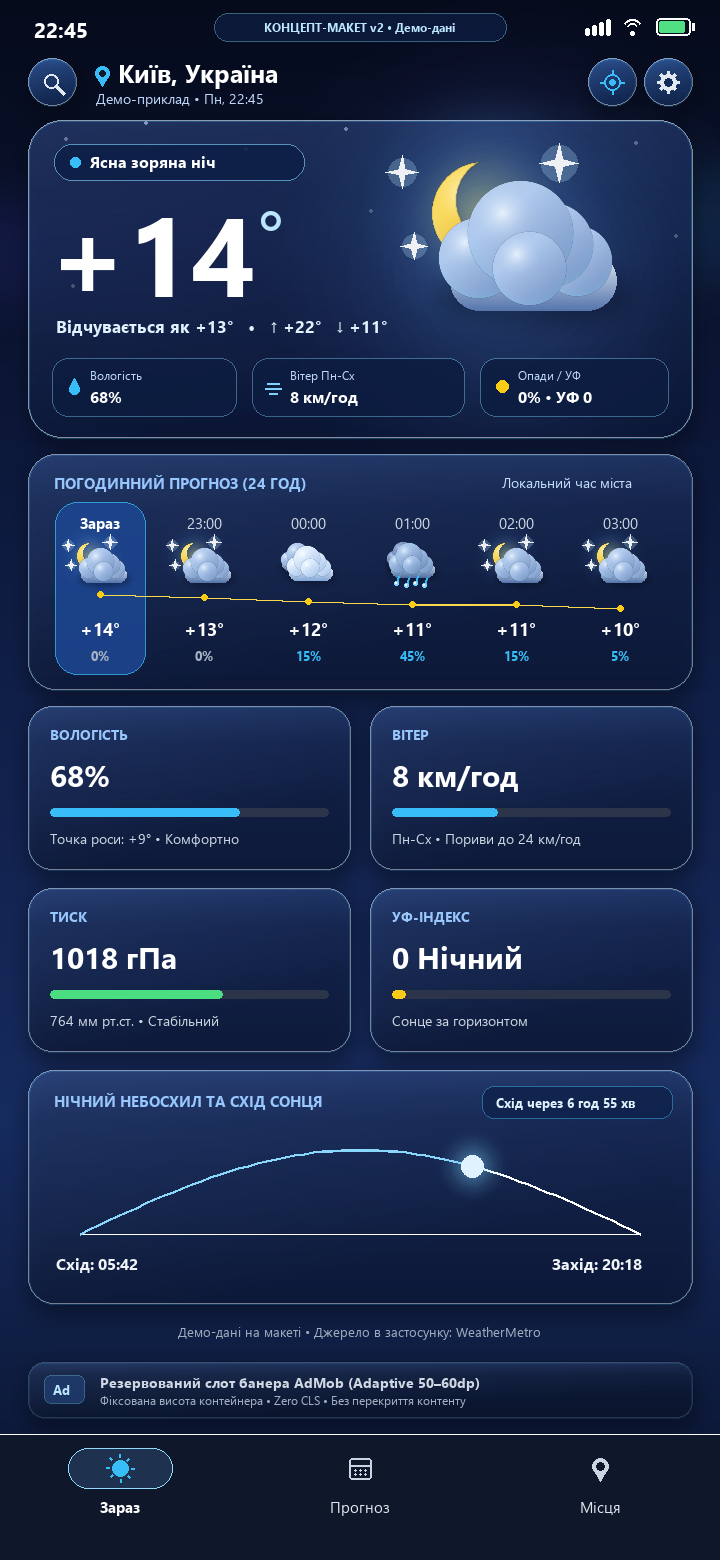 22:45
КОНЦЕПТ-МАКЕТ v2 • Демо-дані
Київ, Україна
Демо-приклад • Пн, 22:45
Ясна зоряна ніч
+14°
Відчувається як +13° • ↑ +22° ↓ +11°
Вологість
68%
Вітер Пн-Сх
8 км/год
Опади / УФ
0% • УФ 0
ПОГОДИННИЙ ПРОГНОЗ (24 ГОД)
Локальний час міста
Зараз 23:00 00:00 01:00 02:00 03:00
+14° +13° +12° +11° +11° +10°
0% 0% 15% 45% 15% 5%
ВОЛОГІСТЬ
68%
Точка роси: +9° • Комфортно
ВІТЕР
8 км/год
Пн-Сх • Пориви до 24 км/год
ТИСК
1018 гПа
764 мм рт.ст. • Стабільний
УФ-ІНДЕКС
0 Нічний
Сонце за горизонтом
НІЧНИЙ НЕБОСХИЛ ТА СХІД СОНЦЯ
Схід через 6 год 55 хв
Схід: 05:42
Захід: 20:18
Демо-дані на макеті • Джерело в застосунку: WeatherMetro
Ad
Резервований слот банера AdMob (Adaptive 50–60dp)
Фіксована висота контейнера • Zero CLS • Без перекриття контенту
Зараз
Прогноз
Місця